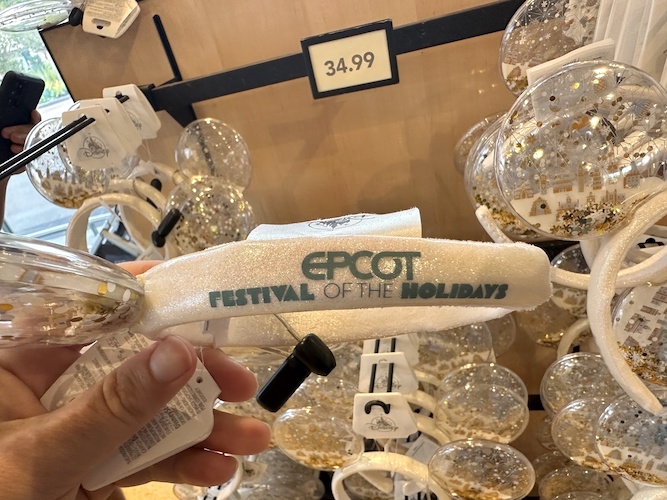 34.99
EPCOT
FESTIVAL OF THE HOLIDAYS